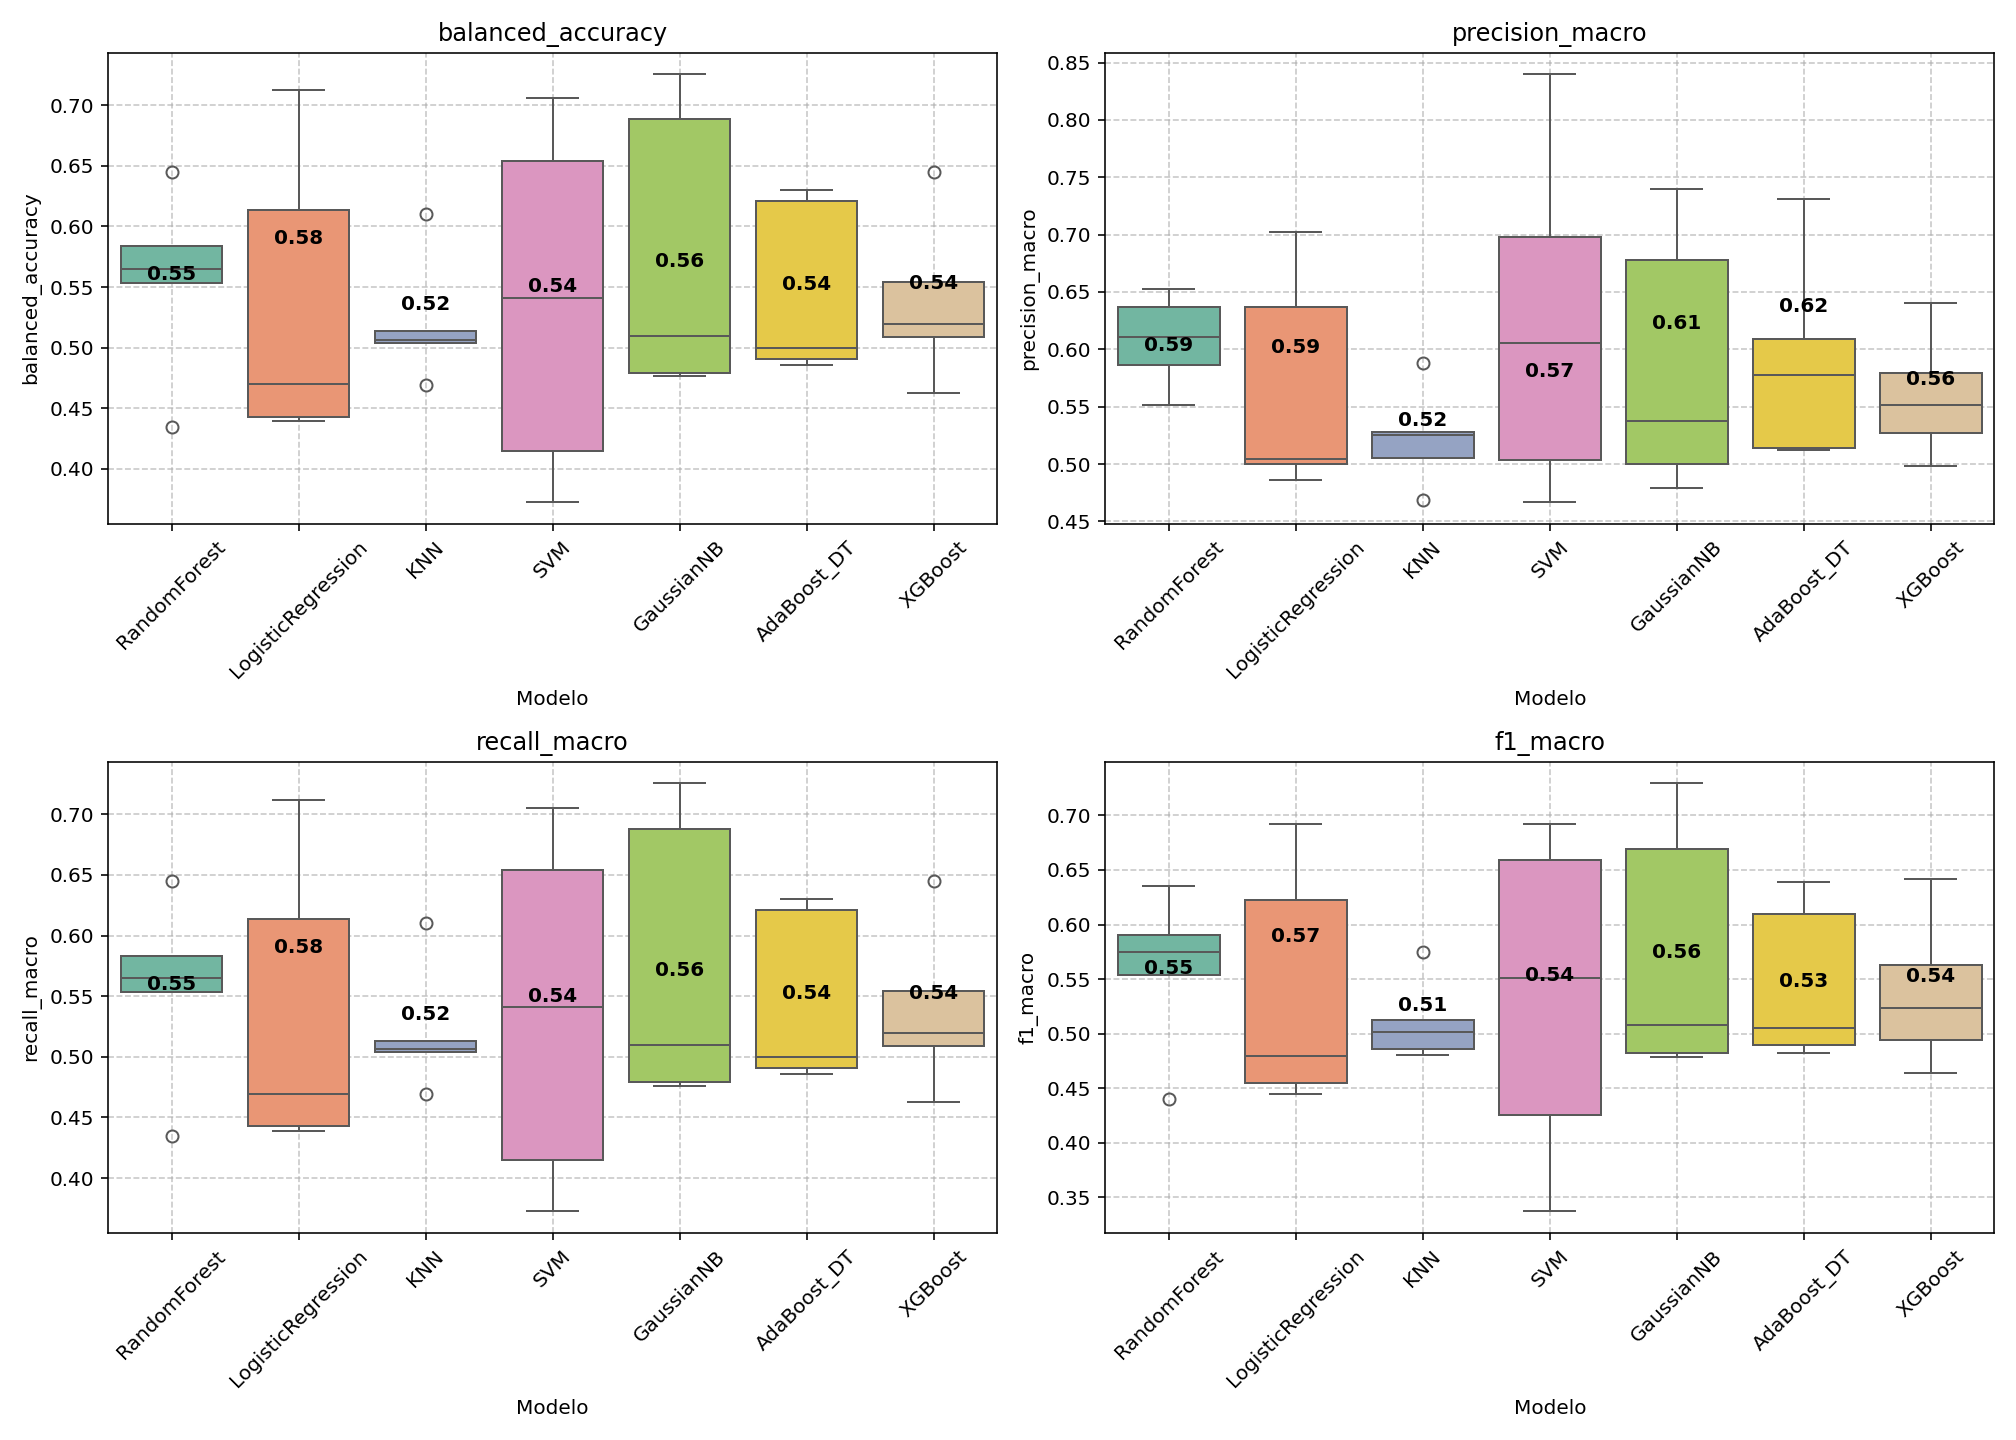 balanced_accuracy
balanced_accuracy
0.70
0.65
0.60
0.55
0.50
0.45
0.40
0.55
0.58
0.52
0.54
0.56
0.54
0.54
RandomForest
LogisticRegression
KNN
SVM
GaussianNB
AdaBoost_DT
XGBoost
Modelo
precision_macro
precision_macro
0.85
0.80
0.75
0.70
0.65
0.60
0.55
0.50
0.45
0.59
0.59
0.52
0.57
0.61
0.62
0.56
RandomForest
LogisticRegression
KNN
SVM
GaussianNB
AdaBoost_DT
XGBoost
Modelo
recall_macro
recall_macro
0.70
0.65
0.60
0.55
0.50
0.45
0.40
0.55
0.58
0.52
0.54
0.56
0.54
0.54
RandomForest
LogisticRegression
KNN
SVM
GaussianNB
AdaBoost_DT
XGBoost
Modelo
f1_macro
f1_macro
0.70
0.65
0.60
0.55
0.50
0.45
0.40
0.35
0.55
0.57
0.51
0.54
0.56
0.53
0.54
RandomForest
LogisticRegression
KNN
SVM
GaussianNB
AdaBoost_DT
XGBoost
Modelo